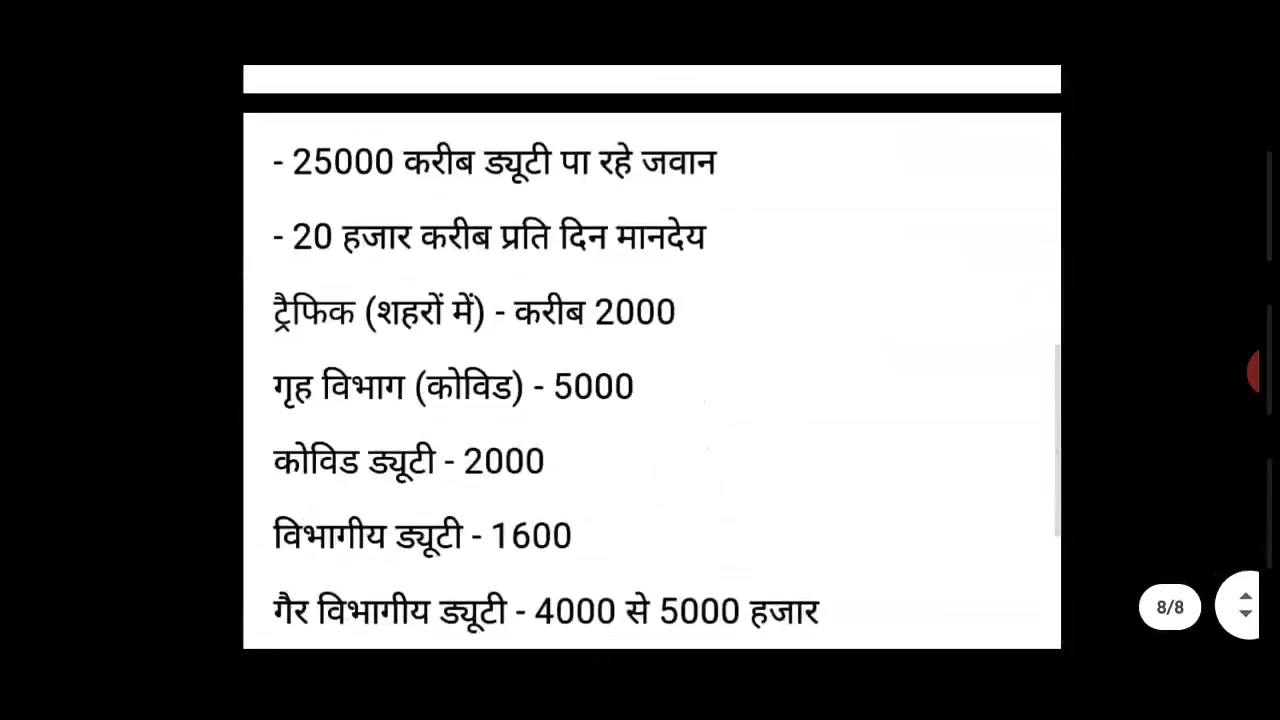 - 25000 करीब ड्यूटी पा रहे जवान
- 20 हजार करीब प्रति दिन मानदेय
ट्रैफिक (शहरों में) - करीब 2000
गृह विभाग (कोविड) - 5000
कोविड ड्यूटी - 2000
विभागीय ड्यूटी - 1600
गैर विभागीय ड्यूटी - 4000 से 5000 हजार
8/8